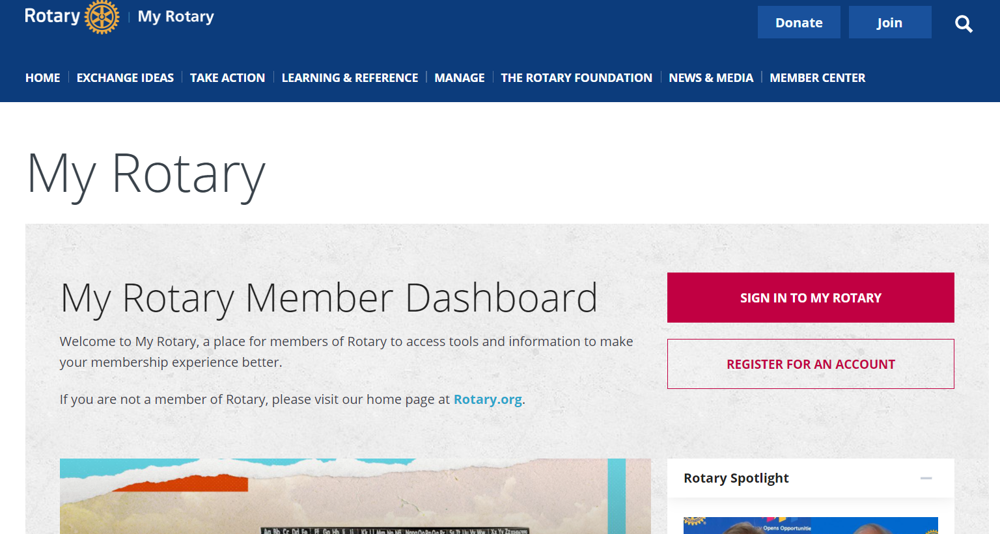 Rotary | My Rotary
Donate
Join
HOME
EXCHANGE IDEAS
TAKE ACTION
LEARNING & REFERENCE
MANAGE
THE ROTARY FOUNDATION
NEWS & MEDIA
MEMBER CENTER
My Rotary
My Rotary Member Dashboard
Welcome to My Rotary, a place for members of Rotary to access tools and information to make
your membership experience better.
If you are not a member of Rotary, please visit our home page at Rotary.org.
SIGN IN TO MY ROTARY
REGISTER FOR AN ACCOUNT
Rotary Spotlight
Opens Opportunitie